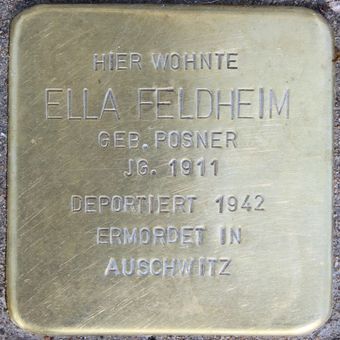 HIER WOHNTE
ELLA FELDHEIM
GEB. POSNER
JG. 1911
DEPORTIERT 1942
ERMORDET IN
AUSCHWITZ